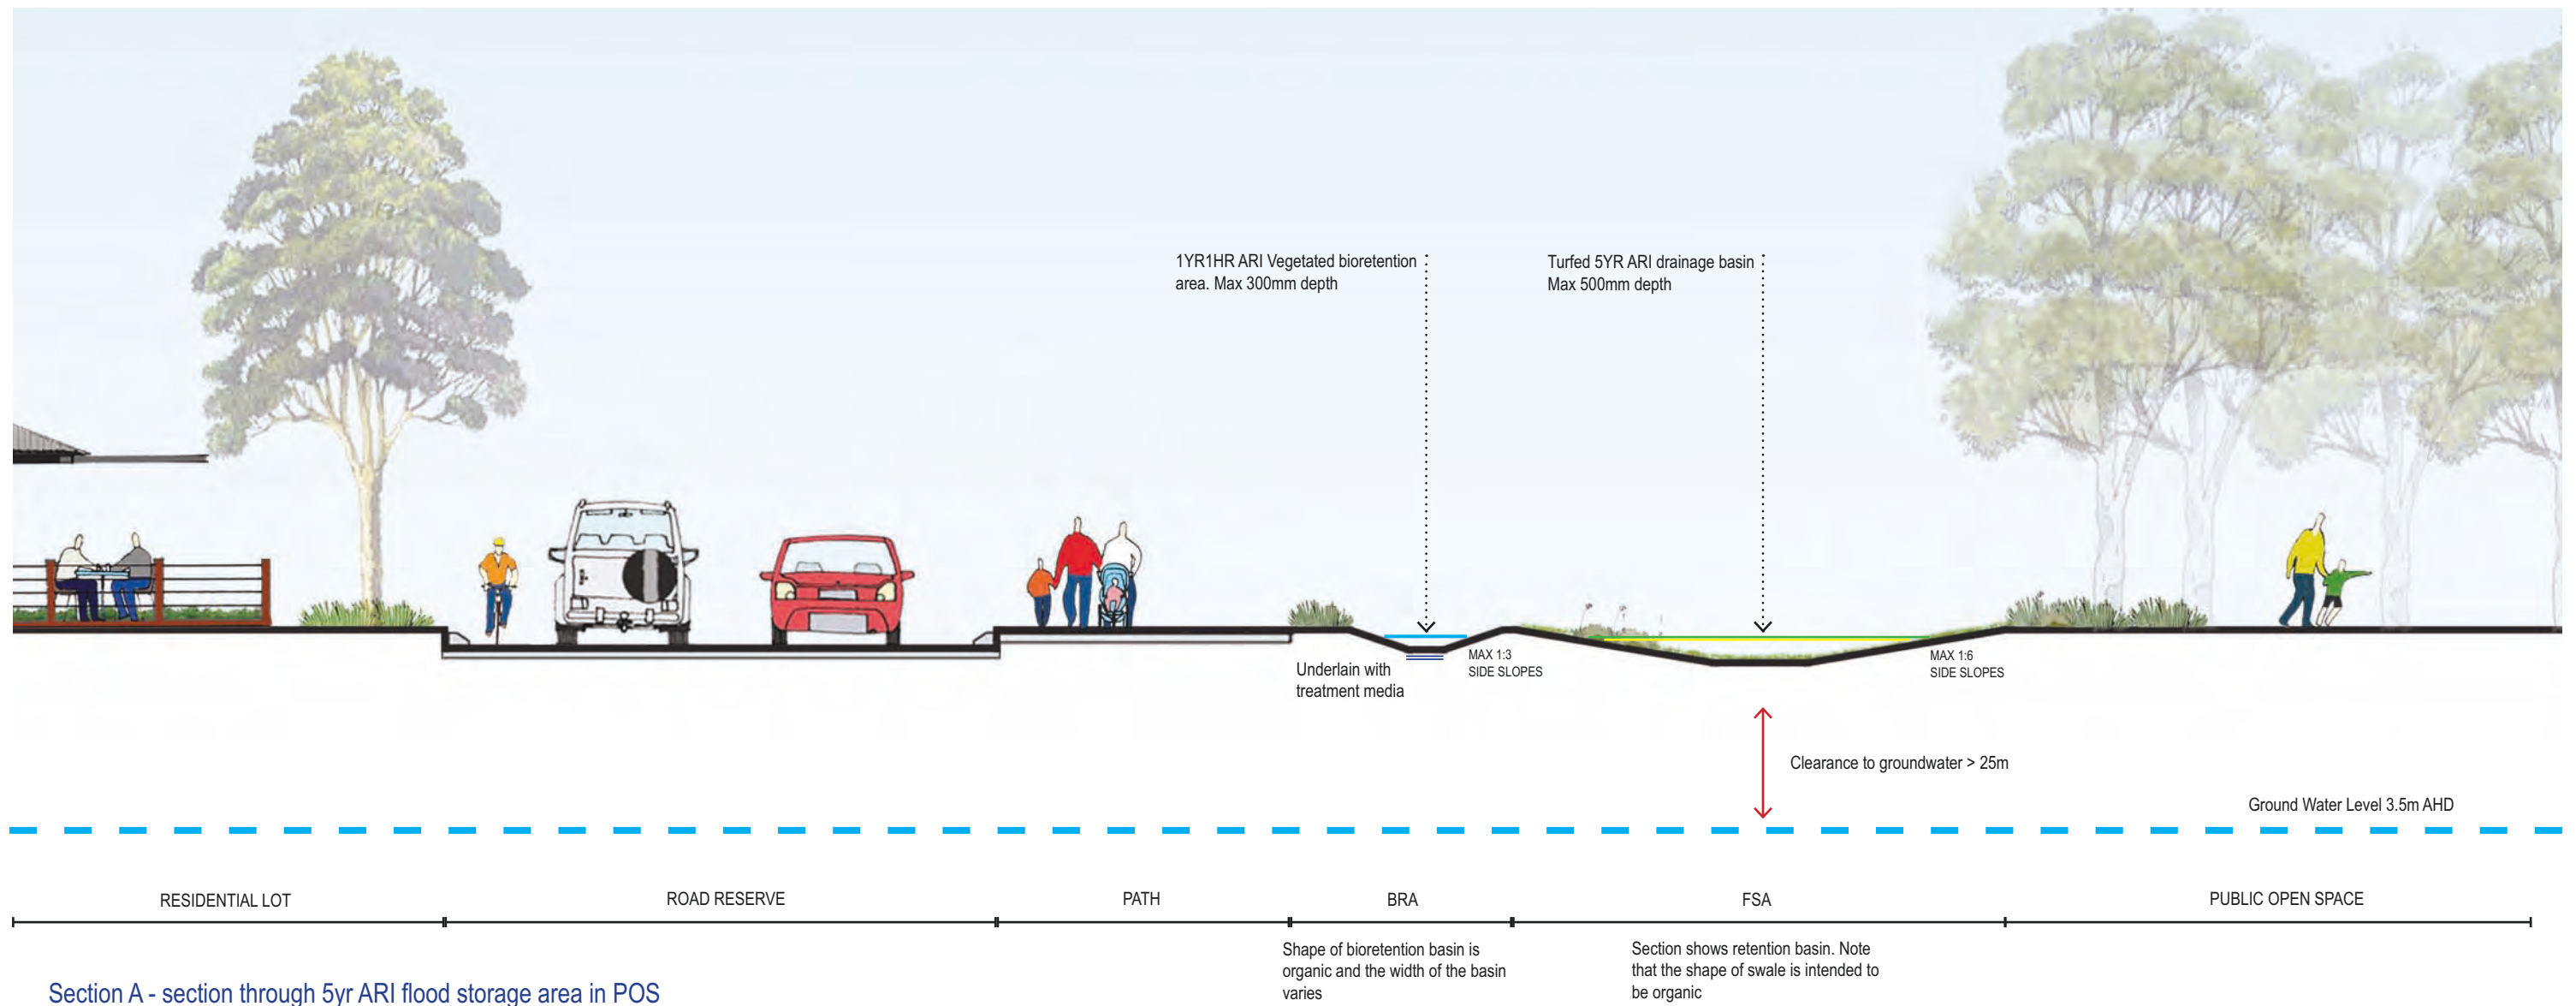 1YR1HR ARI Vegetated bioretention
area. Max 300mm depth
Turfed 5YR ARI drainage basin
Max 500mm depth
Underlain with
treatment media
MAX 1:3
SIDE SLOPES
MAX 1:6
SIDE SLOPES
Clearance to groundwater > 25m
Ground Water Level 3.5m AHD
RESIDENTIAL LOT
ROAD RESERVE
PATH
BRA
FSA
PUBLIC OPEN SPACE
Shape of bioretention basin is
organic and the width of the basin
varies
Section shows retention basin. Note
that the shape of swale is intended to
be organic
Section A - section through 5yr ARI flood storage area in POS